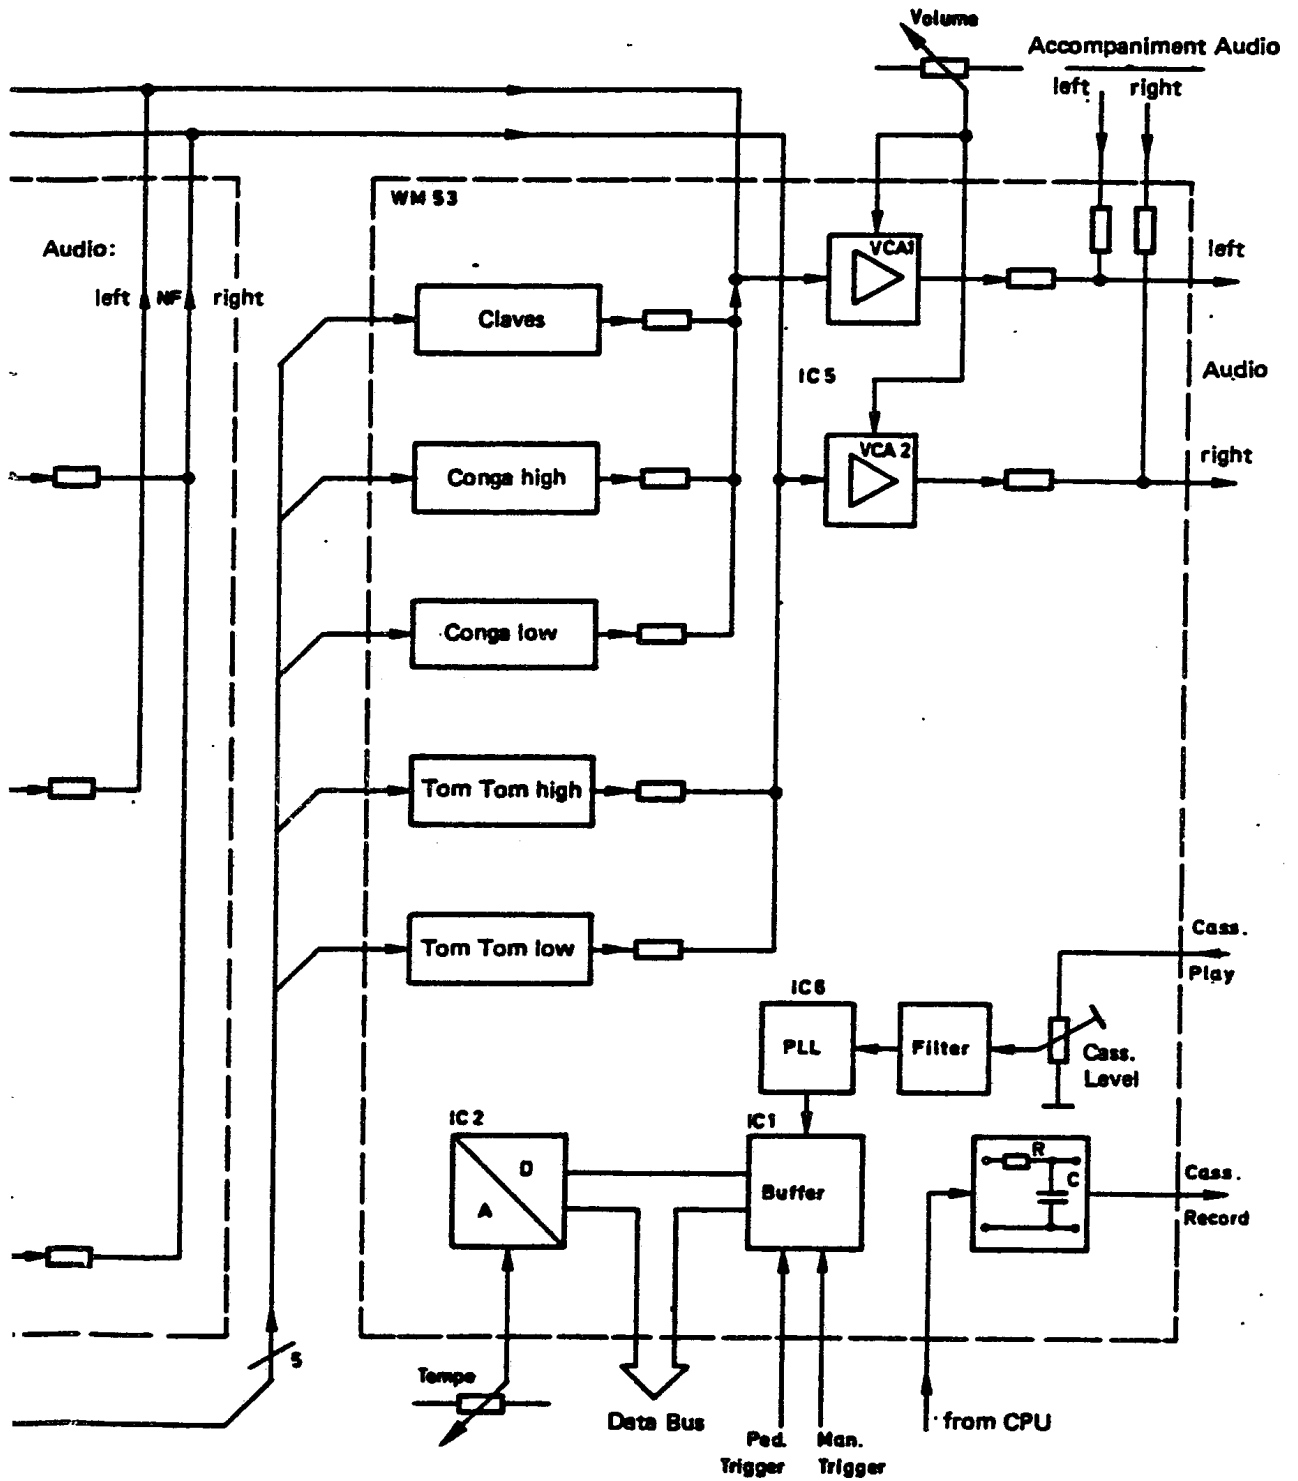 Volume
Accompaniment Audio
left right
WM 53
Audio:
left NF right
VCA1
left
Claves
IC 5
Audio
Conga high
VCA 2
right
Conga low
Tom Tom high
Tom Tom low
Cass.
Play
IC6
PLL
Filter
Cass.
Level
IC 2
IC1
D
A
Buffer
R
C
Cass.
Record
5
Tempo
Data Bus
from CPU
Ped.
Trigger
Man.
Trigger